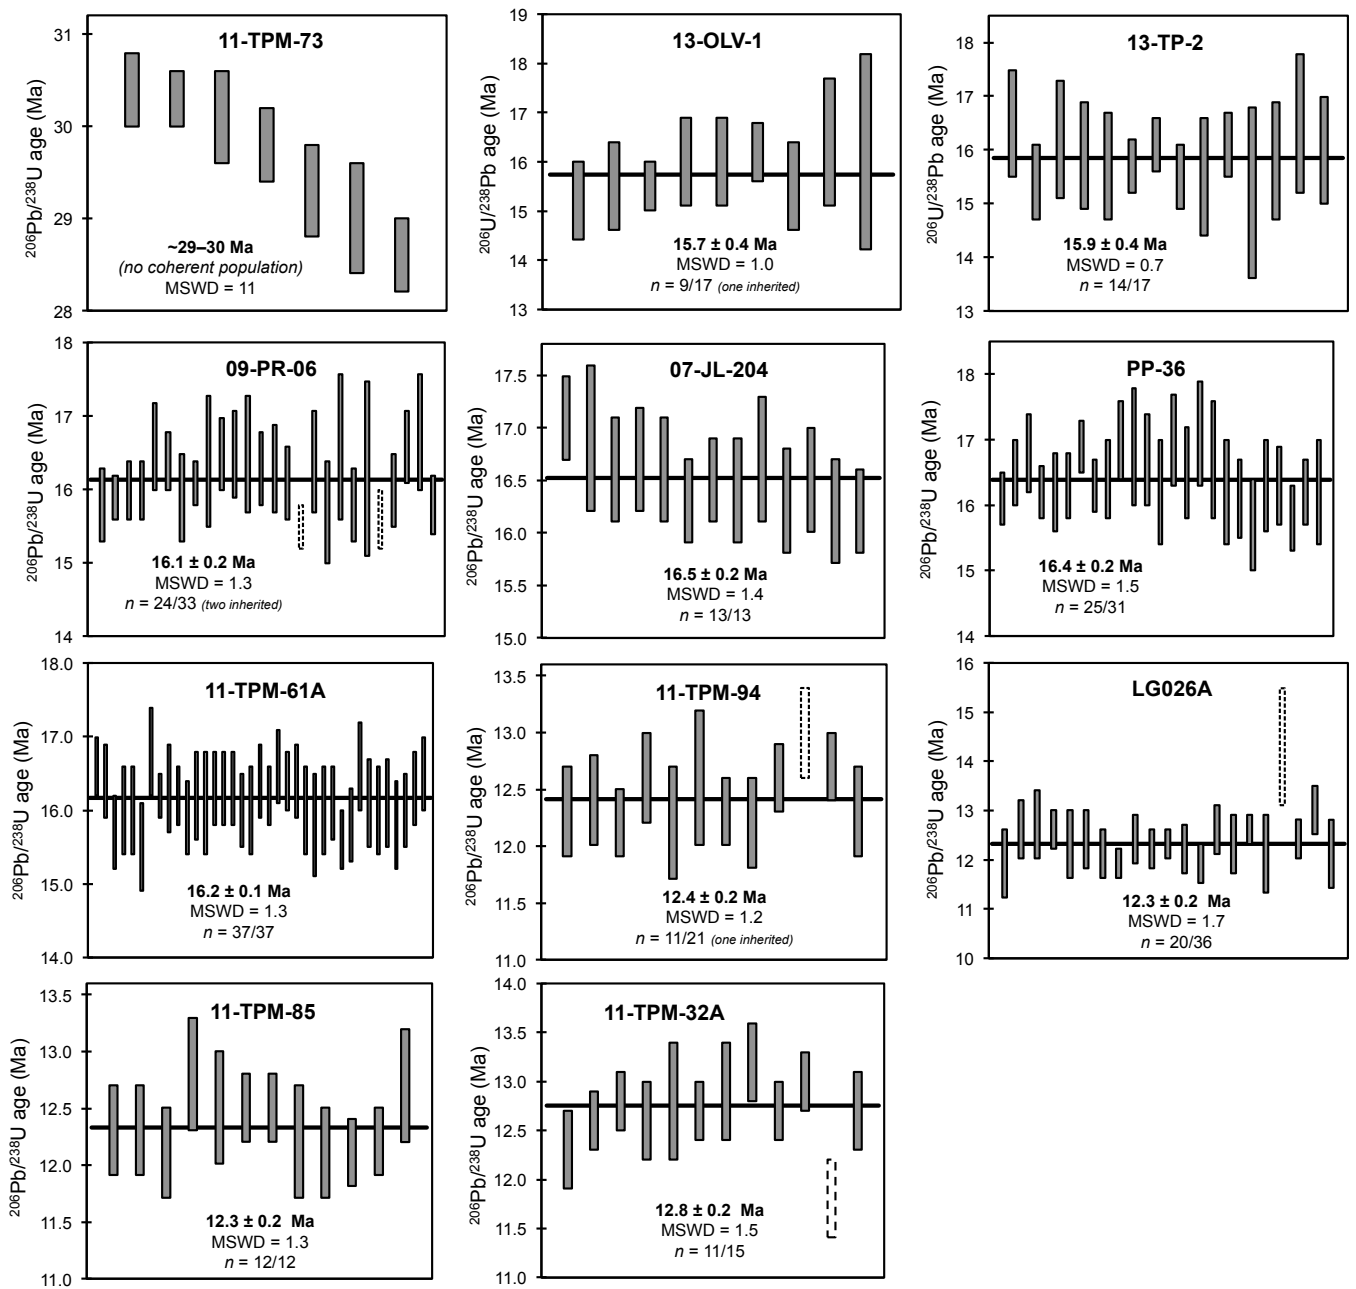 11-TPM-73
206Pb/238U age (Ma)
31
30
29
28
~29–30 Ma
(no coherent population)
MSWD = 11
13-OLV-1
206U/238Pb age (Ma)
19
18
17
16
15
14
13
15.7 ± 0.4 Ma
MSWD = 1.0
n = 9/17 (one inherited)
13-TP-2
206U/238Pb age (Ma)
18
17
16
15
14
13
15.9 ± 0.4 Ma
MSWD = 0.7
n = 14/17
09-PR-06
206Pb/238U age (Ma)
18
17
16
15
14
16.1 ± 0.2 Ma
MSWD = 1.3
n = 24/33 (two inherited)
07-JL-204
206Pb/238U age (Ma)
17.5
17.0
16.5
16.0
15.5
15.0
16.5 ± 0.2 Ma
MSWD = 1.4
n = 13/13
PP-36
206Pb/238U age (Ma)
18
17
16
15
14
16.4 ± 0.2 Ma
MSWD = 1.5
n = 25/31
11-TPM-61A
206Pb/238U age (Ma)
18.0
17.0
16.0
15.0
14.0
16.2 ± 0.1 Ma
MSWD = 1.3
n = 37/37
11-TPM-94
206Pb/238U age (Ma)
13.5
13.0
12.5
12.0
11.5
11.0
12.4 ± 0.2 Ma
MSWD = 1.2
n = 11/21 (one inherited)
LG026A
206Pb/238U age (Ma)
16
15
14
13
12
11
10
12.3 ± 0.2 Ma
MSWD = 1.7
n = 20/36
11-TPM-85
206Pb/238U age (Ma)
13.5
13.0
12.5
12.0
11.5
11.0
12.3 ± 0.2 Ma
MSWD = 1.3
n = 12/12
11-TPM-32A
206Pb/238U age (Ma)
14.0
13.5
13.0
12.5
12.0
11.5
11.0
12.8 ± 0.2 Ma
MSWD = 1.5
n = 11/15